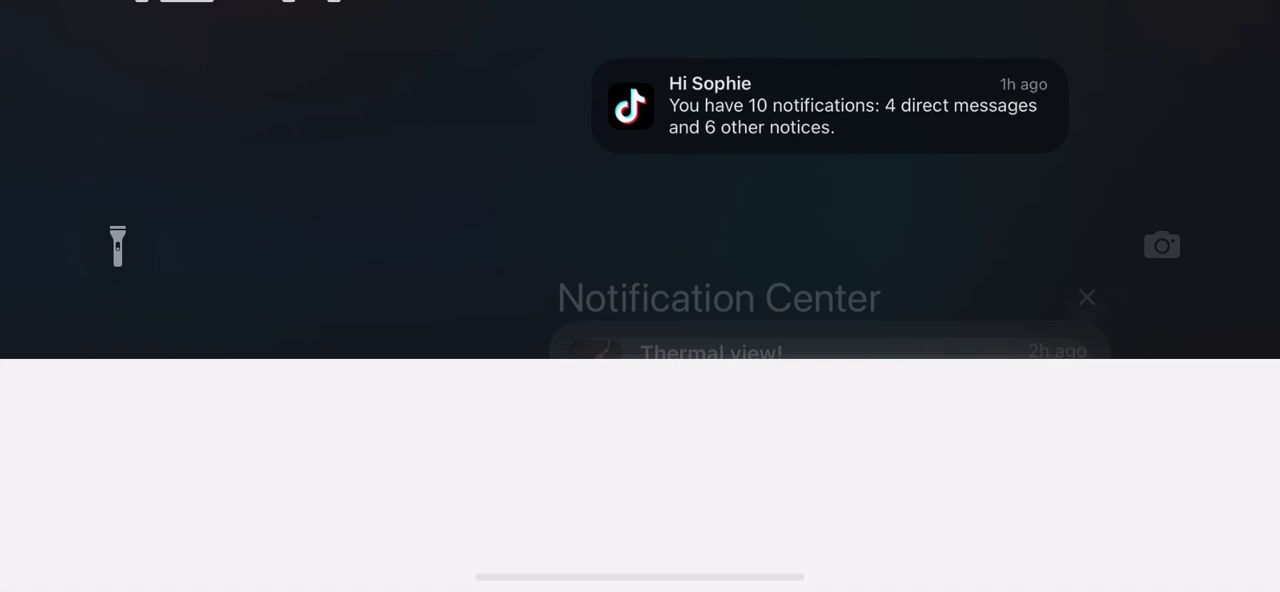 Hi Sophie
1h ago
You have 10 notifications: 4 direct messages
and 6 other notices.
Notification Center
Thermal view!
2h ago